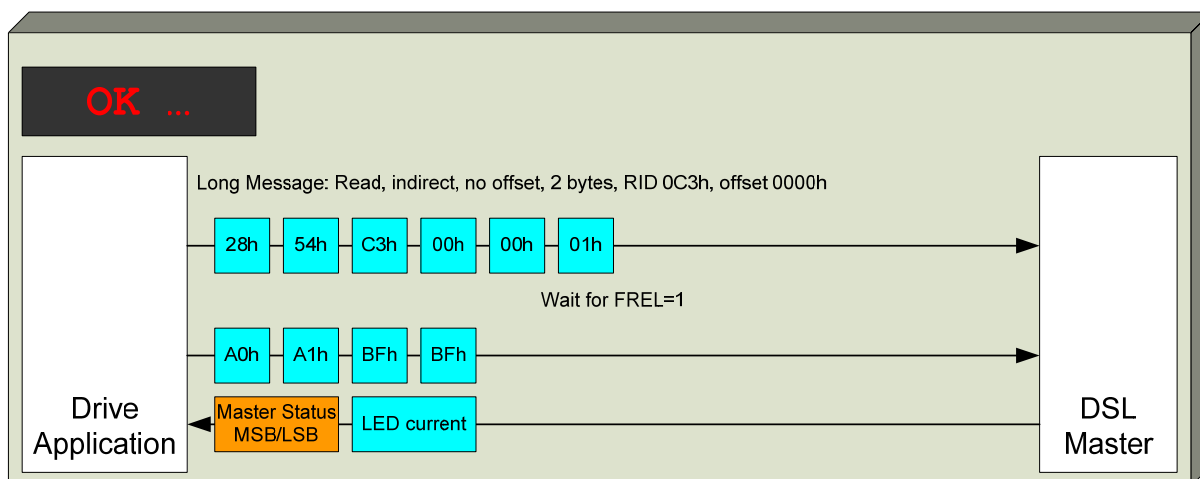 OK ...
Long Message: Read, indirect, no offset, 2 bytes, RID 0C3h, offset 0000h
28h 54h C3h 00h 00h 01h
Wait for FREL=1
A0h A1h BFh BFh
Drive
Application
Master Status
MSB/LSB
LED current
DSL
Master